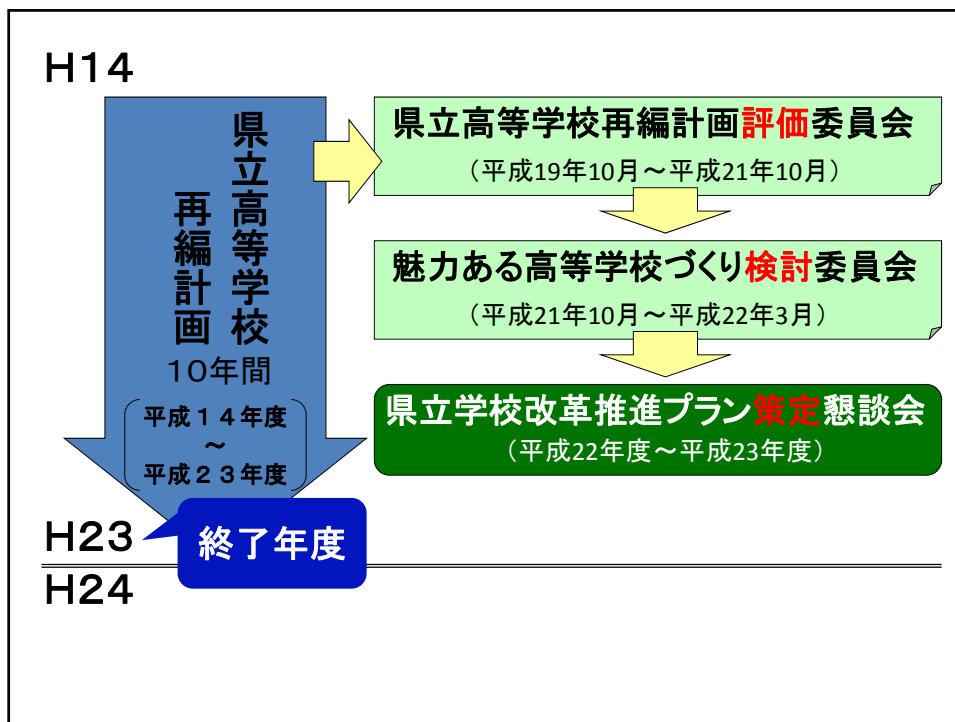 H14
県立高等学校
再編計画
１０年間
平成１４年度
～
平成２３年度
県立高等学校再編計画評価委員会
（平成19年10月～平成21年10月）
魅力ある高等学校づくり検討委員会
（平成21年10月～平成22年3月）
県立学校改革推進プラン策定懇談会
（平成22年度～平成23年度）
H23
終了年度
H24